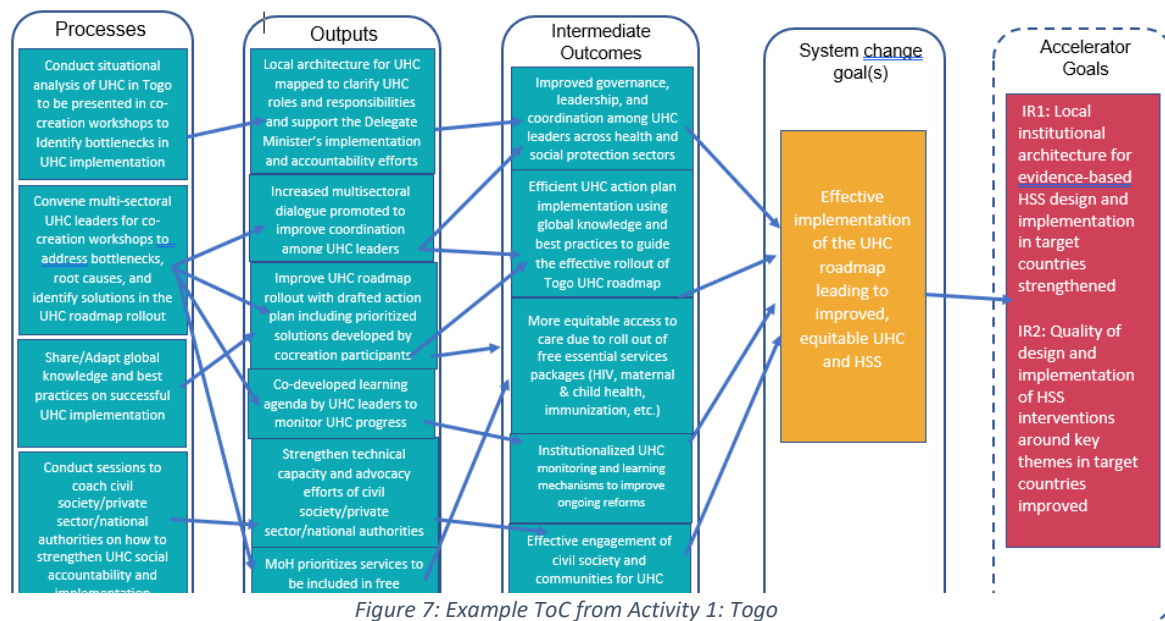 Processes
Conduct situational
analysis of UHC in Togo
to be presented in co-
creation workshops to
Identify bottlenecks in
UHC implementation
Convene multi-sectoral
UHC leaders for co-
creation workshops to
address bottlenecks,
root causes, and
identify solutions in the
UHC roadmap rollout
Share/Adapt global
knowledge and best
practices on successful
UHC implementation
Conduct sessions to
coach civil
society/private
sector/national
authorities on how to
strengthen UHC social
accountability and
implementation
Outputs
Local architecture for UHC
mapped to clarify UHC
roles and responsibilities
and support the Delegate
Minister's implementation
and accountability efforts
Increased multisectoral
dialogue promoted to
improve coordination
among UHC leaders
Improve UHC roadmap
rollout with drafted action
plan including prioritized
solutions developed by
cocreation participants
Co-developed learning
agenda by UHC leaders to
monitor UHC progress
Strengthen technical
capacity and advocacy
efforts of civil
society/private
sector/national authorities
MoH prioritizes services to
be included in free
Intermediate
Outcomes
Improved governance,
leadership, and
coordination among UHC
leaders across health and
social protection sectors
Efficient UHC action plan
implementation using
global knowledge and
best practices to guide
the effective rollout of
Togo UHC roadmap
More equitable access to
care due to roll out of
free essential services
packages (HIV, maternal
& child health,
immunization, etc.)
Institutionalized UHC
monitoring and learning
mechanisms to improve
ongoing reforms
Effective engagement of
civil society and
communities for UHC
System change
goal(s)
Effective
implementation
of the UHC
roadmap
leading to
improved,
equitable UHC
and HSS
Accelerator
Goals
IR1: Local
institutional
architecture for
evidence-based
HSS design and
implementation
in target
countries
strengthened
IR2: Quality of
design and
implementation
of HSS
interventions
around key
themes in target
countries
improved
Figure 7: Example ToC from Activity 1: Togo